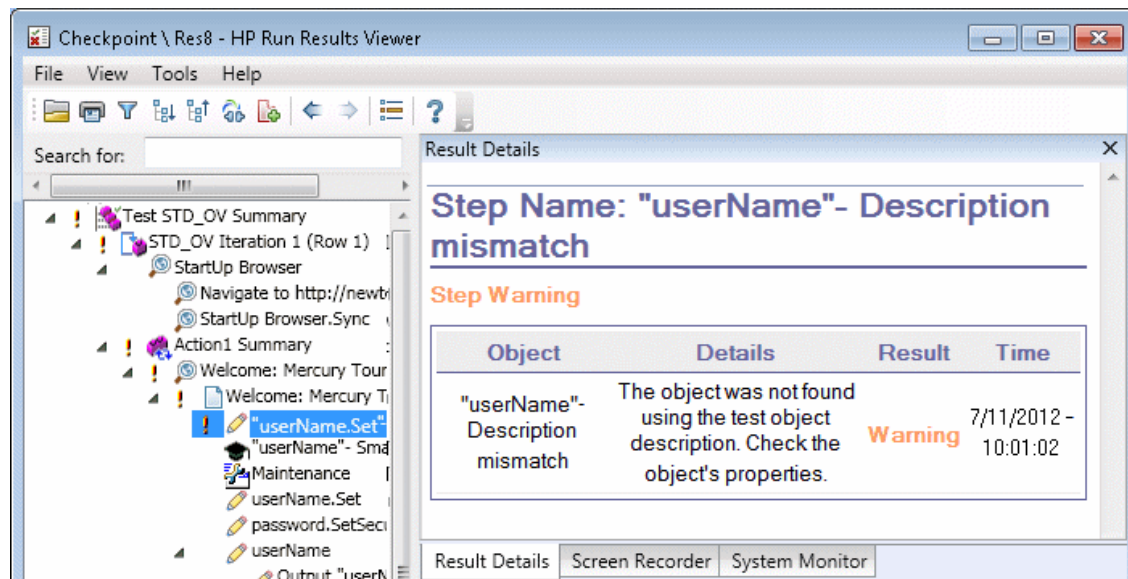 Checkpoint \ Res8 - HP Run Results Viewer
File View Tools Help
Search for:
Test STD_OV Summary
STD_OV Iteration 1 (Row 1)
StartUp Browser
Navigate to http://newt
StartUp Browser.Sync
Action1 Summary
Welcome: Mercury Tour
Welcome: Mercury T
"userName.Set"-
"userName"- Sma
Maintenance
userName.Set
password.SetSecu
userName
Output "userN
Result Details
Step Name: "userName"- Description
mismatch
Step Warning
Object Details Result Time
"userName"-
Description
mismatch
The object was not found
using the test object
description. Check the
object's properties.
Warning
7/11/2012 -
10:01:02
Result Details Screen Recorder System Monitor